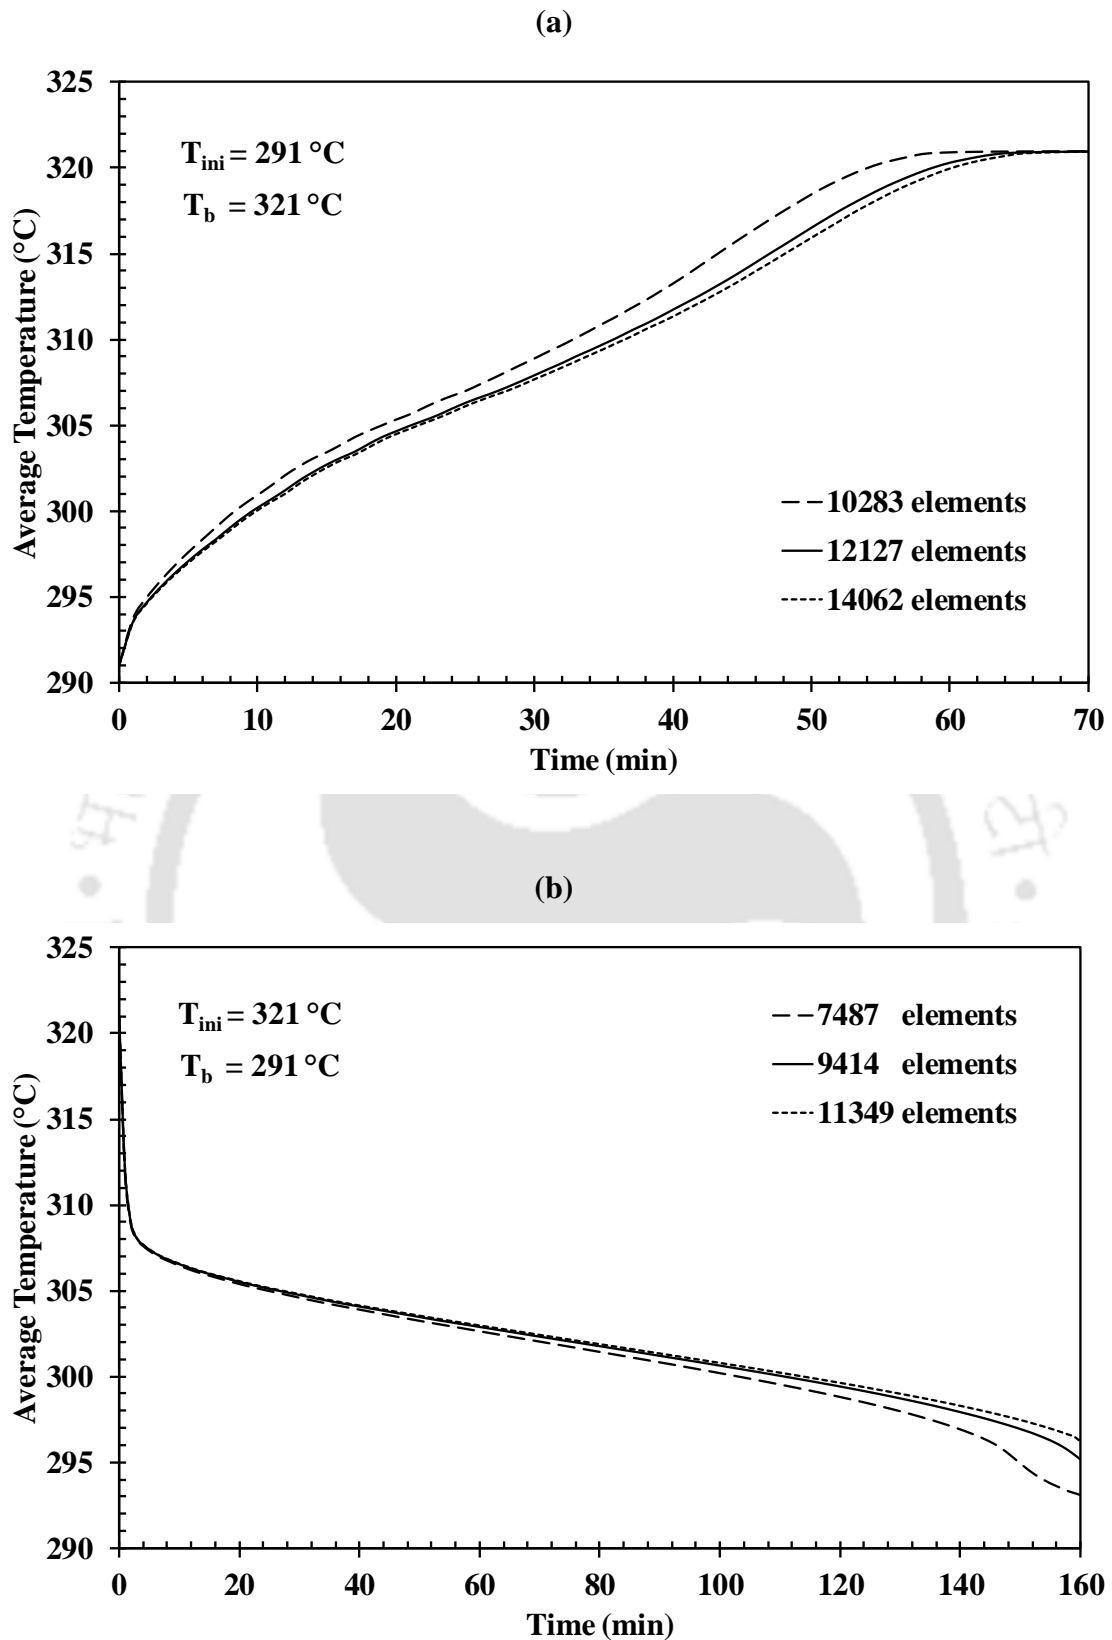 (a)
325
320
315
310
305
300
295
290
Average Temperature (°C)
T_ini = 291 °C
T_b = 321 °C
10283 elements
12127 elements
14062 elements
0 10 20 30 40 50 60 70
Time (min)
(b)
325
320
315
310
305
300
295
290
Average Temperature (°C)
T_ini = 321 °C
T_b = 291 °C
7487 elements
9414 elements
11349 elements
0 20 40 60 80 100 120 140 160
Time (min)